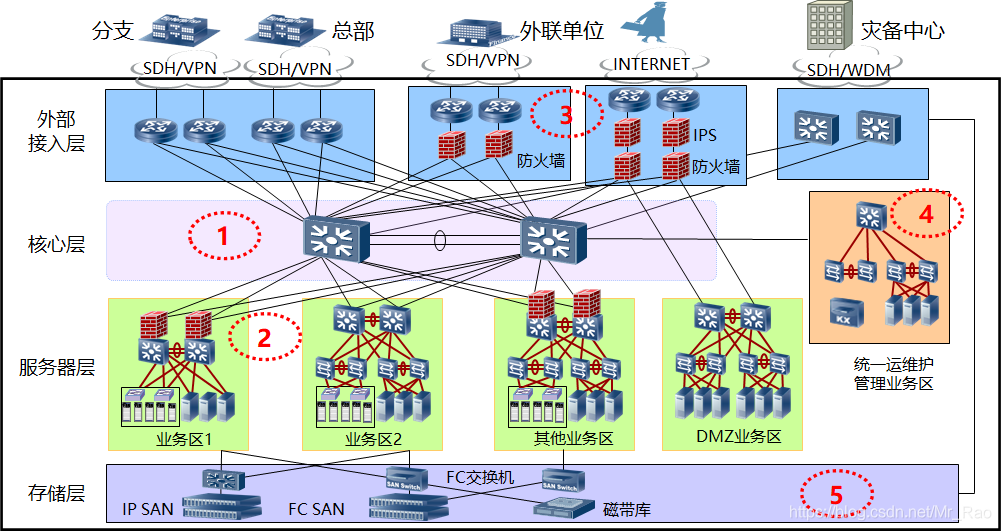 分支
总部
外联单位
灾备中心
Finance
SDH/VPN
SDH/VPN
SDH/VPN
INTERNET
SDH/WDM
外部
接入层
3
防火墙
IPS
防火墙
核心层
1
4
KX
统一运维护
管理业务区
服务器层
2
业务区1
业务区2
其他业务区
DMZ业务区
存储层
IP SAN
FC SAN
SAN Switch
FC交换机
SAN Switch
磁带库
5
https://blog.csdn.net/Mr_Rao